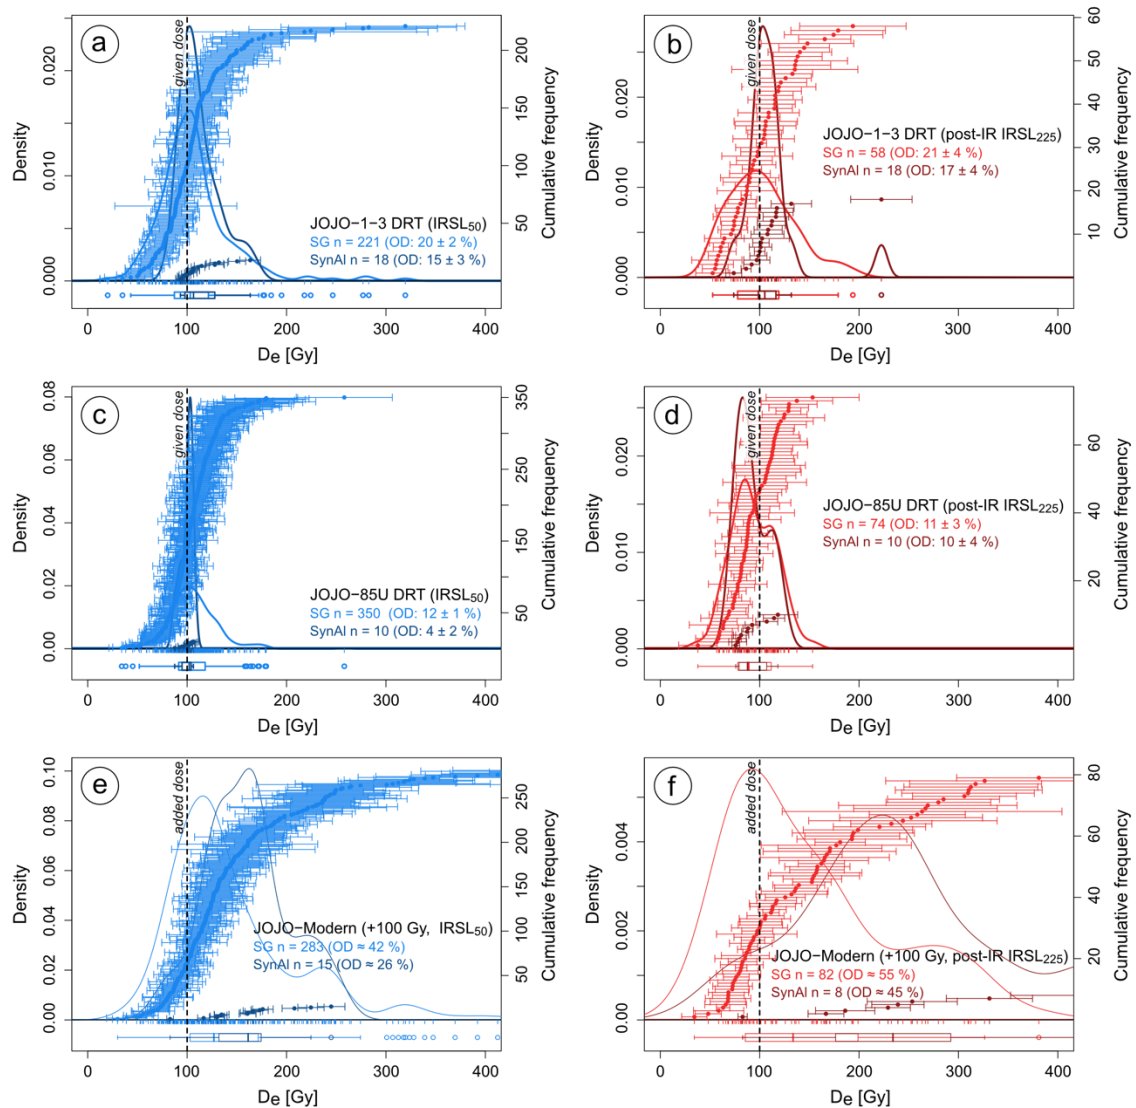 a
given dose
Density
0.000
0.010
0.020
Cumulative frequency
50
100
150
200
JOJO−1−3 DRT (IRSL50)
SG n = 221 (OD: 20 ± 2 %)
SynAl n = 18 (OD: 15 ± 3 %)
0 100 200 300 400
De [Gy]
b
given dose
Density
0.000
0.010
0.020
Cumulative frequency
10
20
30
40
50
60
JOJO−1−3 DRT (post-IR IRSL225)
SG n = 58 (OD: 21 ± 4 %)
SynAl n = 18 (OD: 17 ± 4 %)
0 100 200 300 400
De [Gy]
c
given dose
Density
0.00
0.02
0.04
0.06
0.08
Cumulative frequency
50
150
250
350
JOJO−85U DRT (IRSL50)
SG n = 350 (OD: 12 ± 1 %)
SynAl n = 10 (OD: 4 ± 2 %)
0 100 200 300 400
De [Gy]
d
given dose
Density
0.000
0.010
0.020
Cumulative frequency
20
40
60
JOJO−85U DRT (post-IR IRSL225)
SG n = 74 (OD: 11 ± 3 %)
SynAl n = 10 (OD: 10 ± 4 %)
0 100 200 300 400
De [Gy]
e
added dose
Density
0.00
0.02
0.04
0.06
0.08
0.10
Cumulative frequency
50
100
150
200
250
JOJO−Modern (+100 Gy, IRSL50)
SG n = 283 (OD ≈ 42 %)
SynAl n = 15 (OD ≈ 26 %)
0 100 200 300 400
De [Gy]
f
added dose
Density
0.000
0.002
0.004
Cumulative frequency
20
40
60
80
JOJO−Modern (+100 Gy, post-IR IRSL225)
SG n = 82 (OD ≈ 55 %)
SynAl n = 8 (OD ≈ 45 %)
0 100 200 300 400
De [Gy]